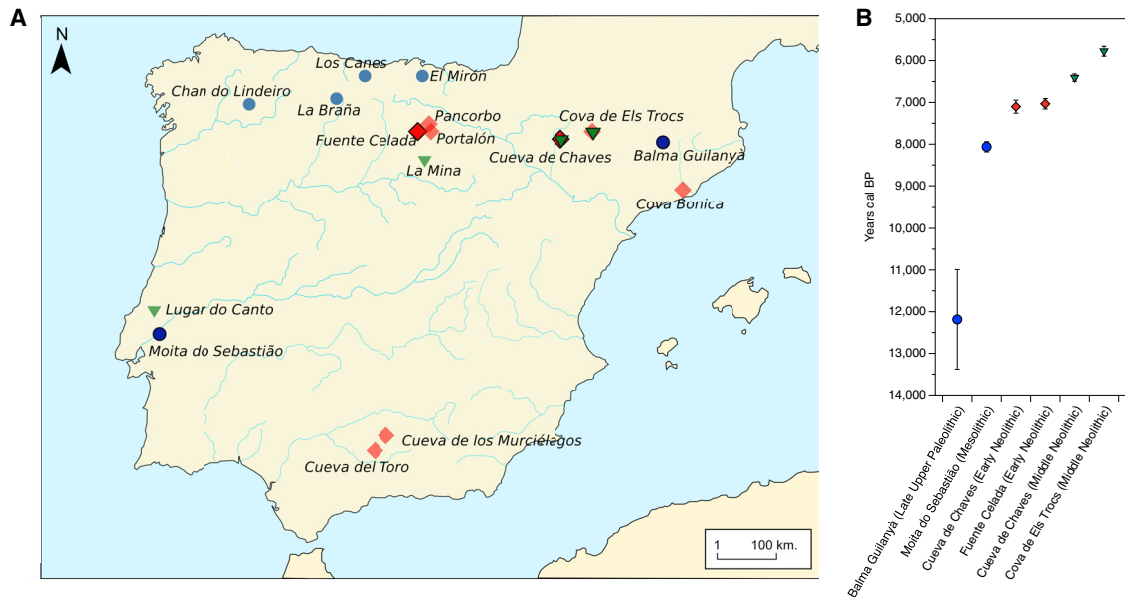 A
N
Los Canes
El Mirón
Chan do Lindeiro
La Braña
Pancorbo
Cova de Els Trocs
Fuente Celada
Portalón
Cueva de Chaves
Balma Guilanyà
La Mina
Cova Bonica
Lugar do Canto
Moita do Sebastião
Cueva de los Murciélagos
Cueva del Toro
1 100 km.
B
Years cal BP
5,000
6,000
7,000
8,000
9,000
10,000
11,000
12,000
13,000
14,000
Balma Guilanyà (Late Upper Paleolithic)
Moita do Sebastião (Mesolithic)
Cueva de Chaves (Early Neolithic)
Fuente Celada (Early Neolithic)
Cueva de Chaves (Middle Neolithic)
Cova de Els Trocs (Middle Neolithic)